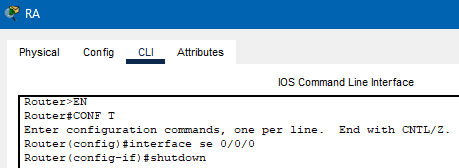 RA
Physical Config CLI Attributes
IOS Command Line Interface
Router>EN
Router#CONF T
Enter configuration commands, one per line.  End with CNTL/Z.
Router(config)#interface se 0/0/0
Router(config-if)#shutdown